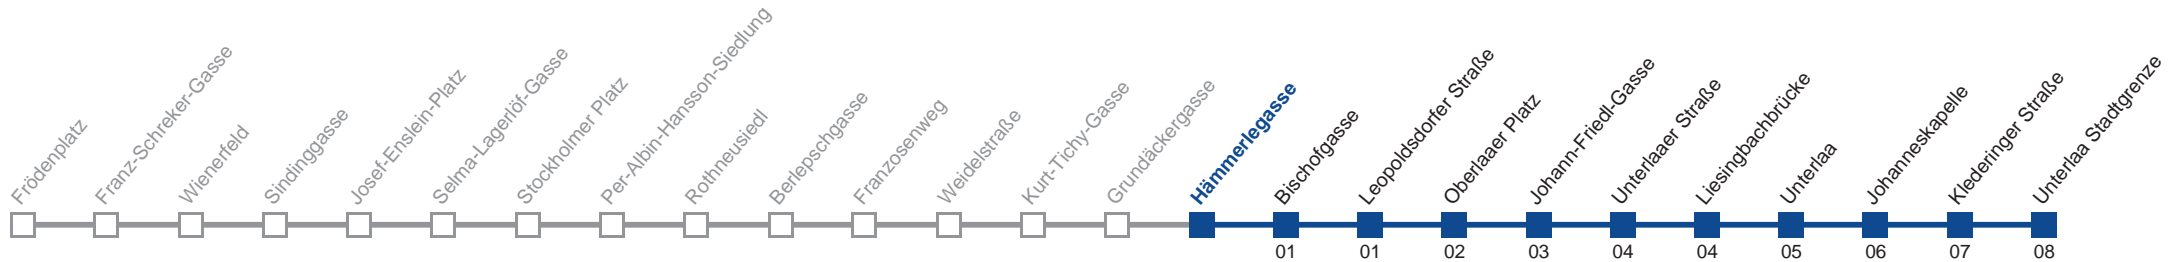 Frödenplatz
Franz-Schreker-Gasse
Wienerfeld
Sindinggasse
Josef-Enslein-Platz
Selma-Lagerlöf-Gasse
Stockholmer Platz
Per-Albin-Hansson-Siedlung
Rothneusiedl
Berlepschgasse
Franzosenweg
Weidelstraße
Kurt-Tichy-Gasse
Grundäckergasse
Hämmerlegasse
Bischofgasse
Leopoldsdorfer Straße
Oberlaaer Platz
Johann-Friedl-Gasse
Unterlaaer Straße
Liesingbachbrücke
Unterlaa
Johanneskapelle
Klederinger Straße
Unterlaa Stadtgrenze
01 01 02 03 04 04 05 06 07 08